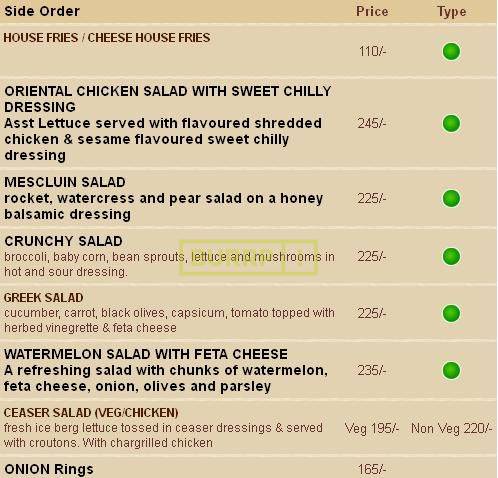 Side Order Price Type
HOUSE FRIES / CHEESE HOUSE FRIES
110/-
ORIENTAL CHICKEN SALAD WITH SWEET CHILLY
DRESSING
Asst Lettuce served with flavoured shredded 245/-
chicken & sesame flavoured sweet chilly
dressing
MESCLUIN SALAD
rocket, watercress and pear salad on a honey 225/-
balsamic dressing
CRUNCHY SALAD
broccoli, baby corn, bean sprouts, lettuce and mushrooms in 225/-
hot and sour dressing.
GREEK SALAD
cucumber, carrot, black olives, capsicum, tomato topped with 225/-
herbed vinegrette & feta cheese
WATERMELON SALAD WITH FETA CHEESE
A refreshing salad with chunks of watermelon, 235/-
feta cheese, onion, olives and parsley
CEASER SALAD (VEG/CHICKEN)
fresh ice berg lettuce tossed in ceaser dressings & served Veg 195/- Non Veg 220/-
with croutons. With chargrilled chicken
ONION Rings 165/-